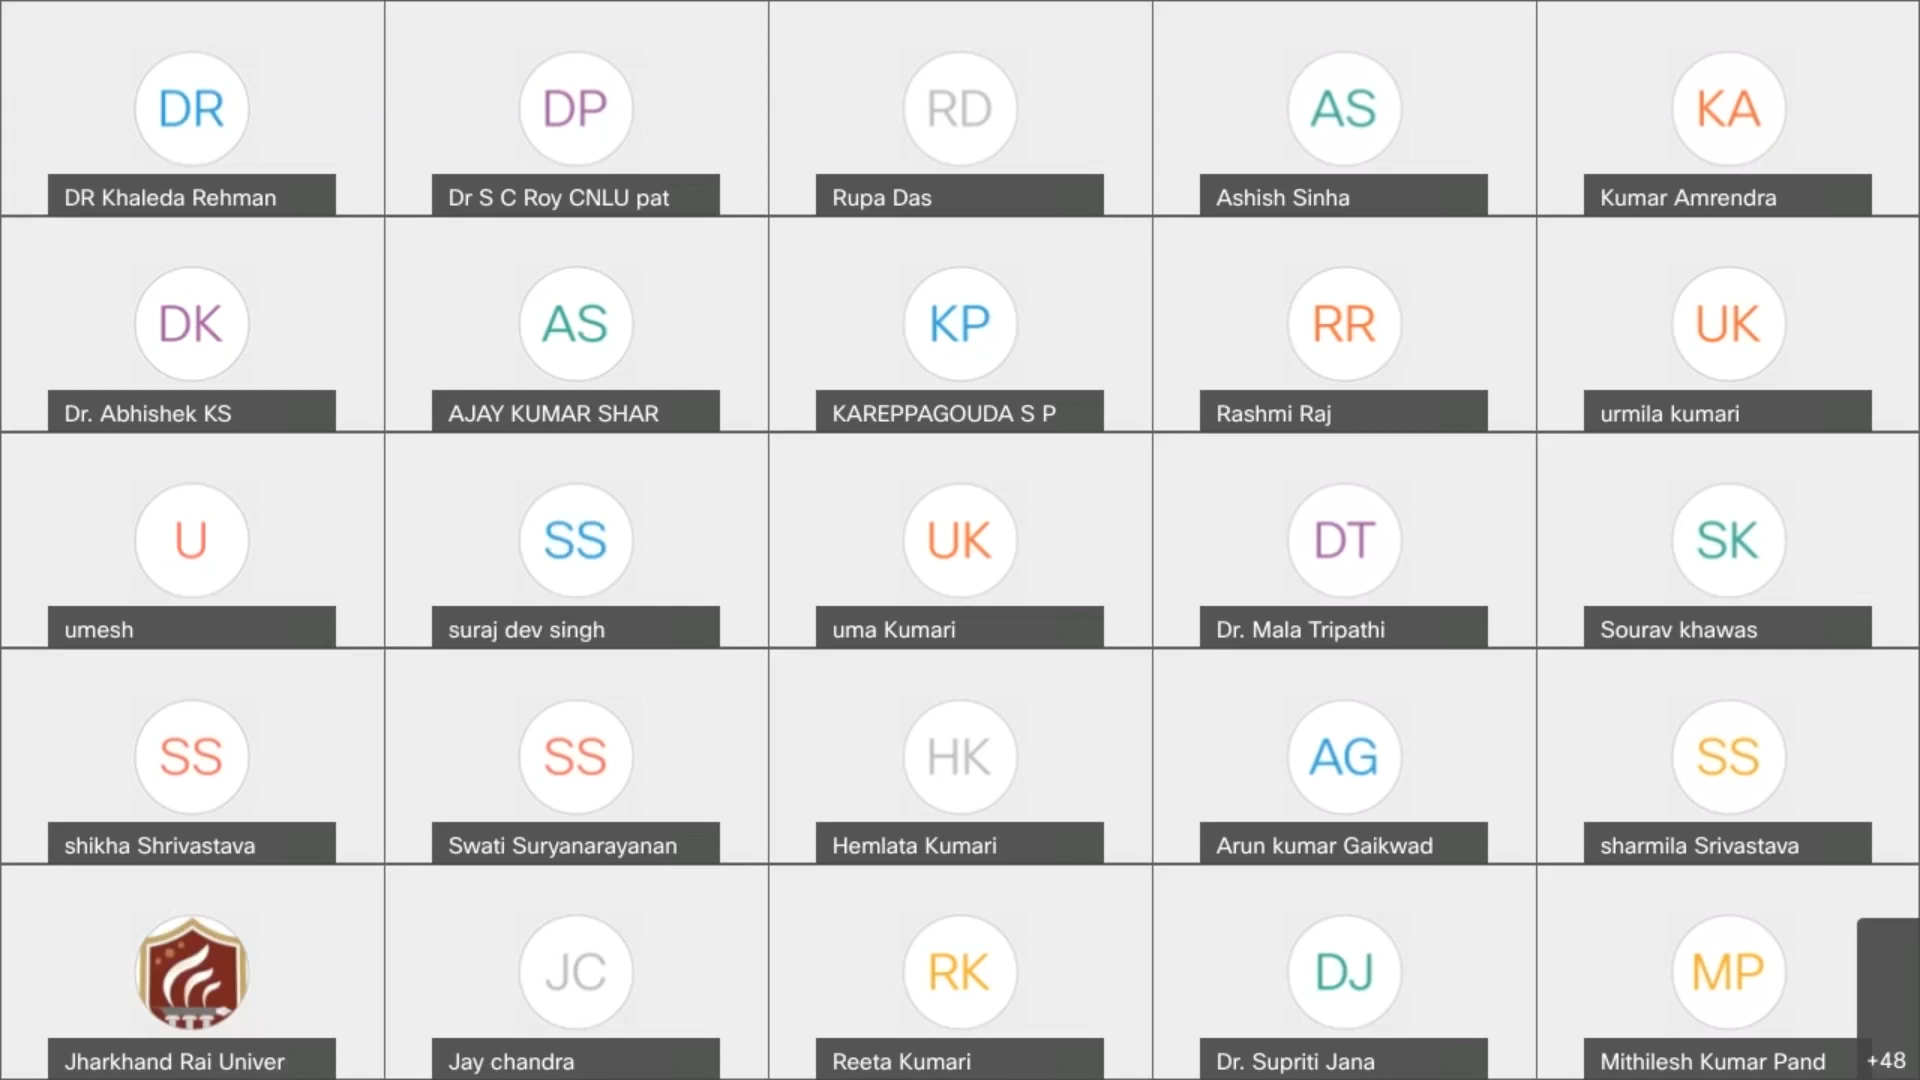 DR
DP
RD
AS
KA
DR Khaleda Rehman
Dr S C Roy CNLU pat
Rupa Das
Ashish Sinha
Kumar Amrendra
DK
AS
KP
RR
UK
Dr. Abhishek KS
AJAY KUMAR SHAR
KAREPPAGOUDA S P
Rashmi Raj
urmila kumari
U
SS
UK
DT
SK
umesh
suraj dev singh
uma Kumari
Dr. Mala Tripathi
Sourav khawas
SS
SS
HK
AG
SS
shikha Shrivastava
Swati Suryanarayanan
Hemlata Kumari
Arun kumar Gaikwad
sharmila Srivastava
JC
RK
DJ
MP
Jharkhand Rai Univer
Jay chandra
Reeta Kumari
Dr. Supriti Jana
Mithilesh Kumar Pand
+48